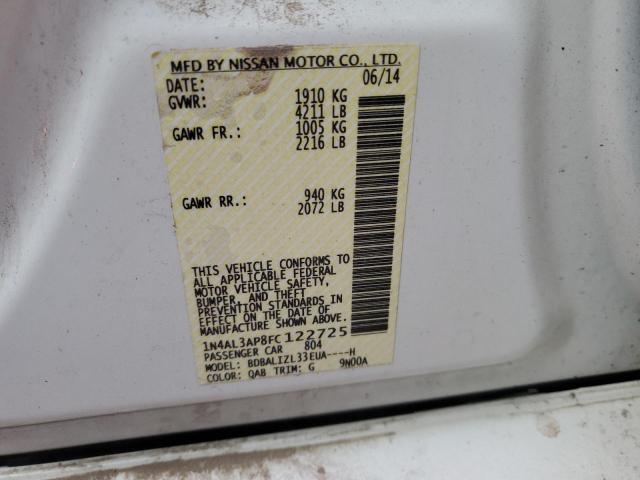 MFD BY NISSAN MOTOR CO., LTD.
DATE: 06/14
GVWR: 1910 KG
4211 LB
GAWR FR.: 1005 KG
2216 LB
GAWR RR.: 940 KG
2072 LB
THIS VEHICLE CONFORMS TO
ALL APPLICABLE FEDERAL
MOTOR VEHICLE SAFETY,
BUMPER, AND THEFT
PREVENTION STANDARDS IN
EFFECT ON THE DATE OF
MANUFACTURE SHOWN ABOVE.
1N4AL3AP8FC122725
PASSENGER CAR 804
MODEL: BDBALIZL33EUA----H
COLOR: QAB TRIM: G 9N00A